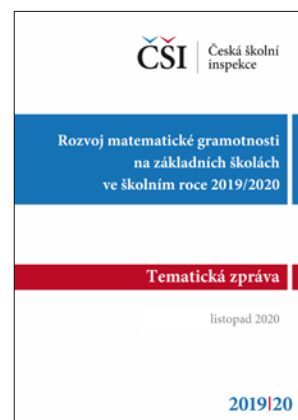 ČŠI Česká školní
inspekce
Rozvoj matematické gramotnosti
na základních školách
ve školním roce 2019/2020
Tematická zpráva
listopad 2020
2019|20